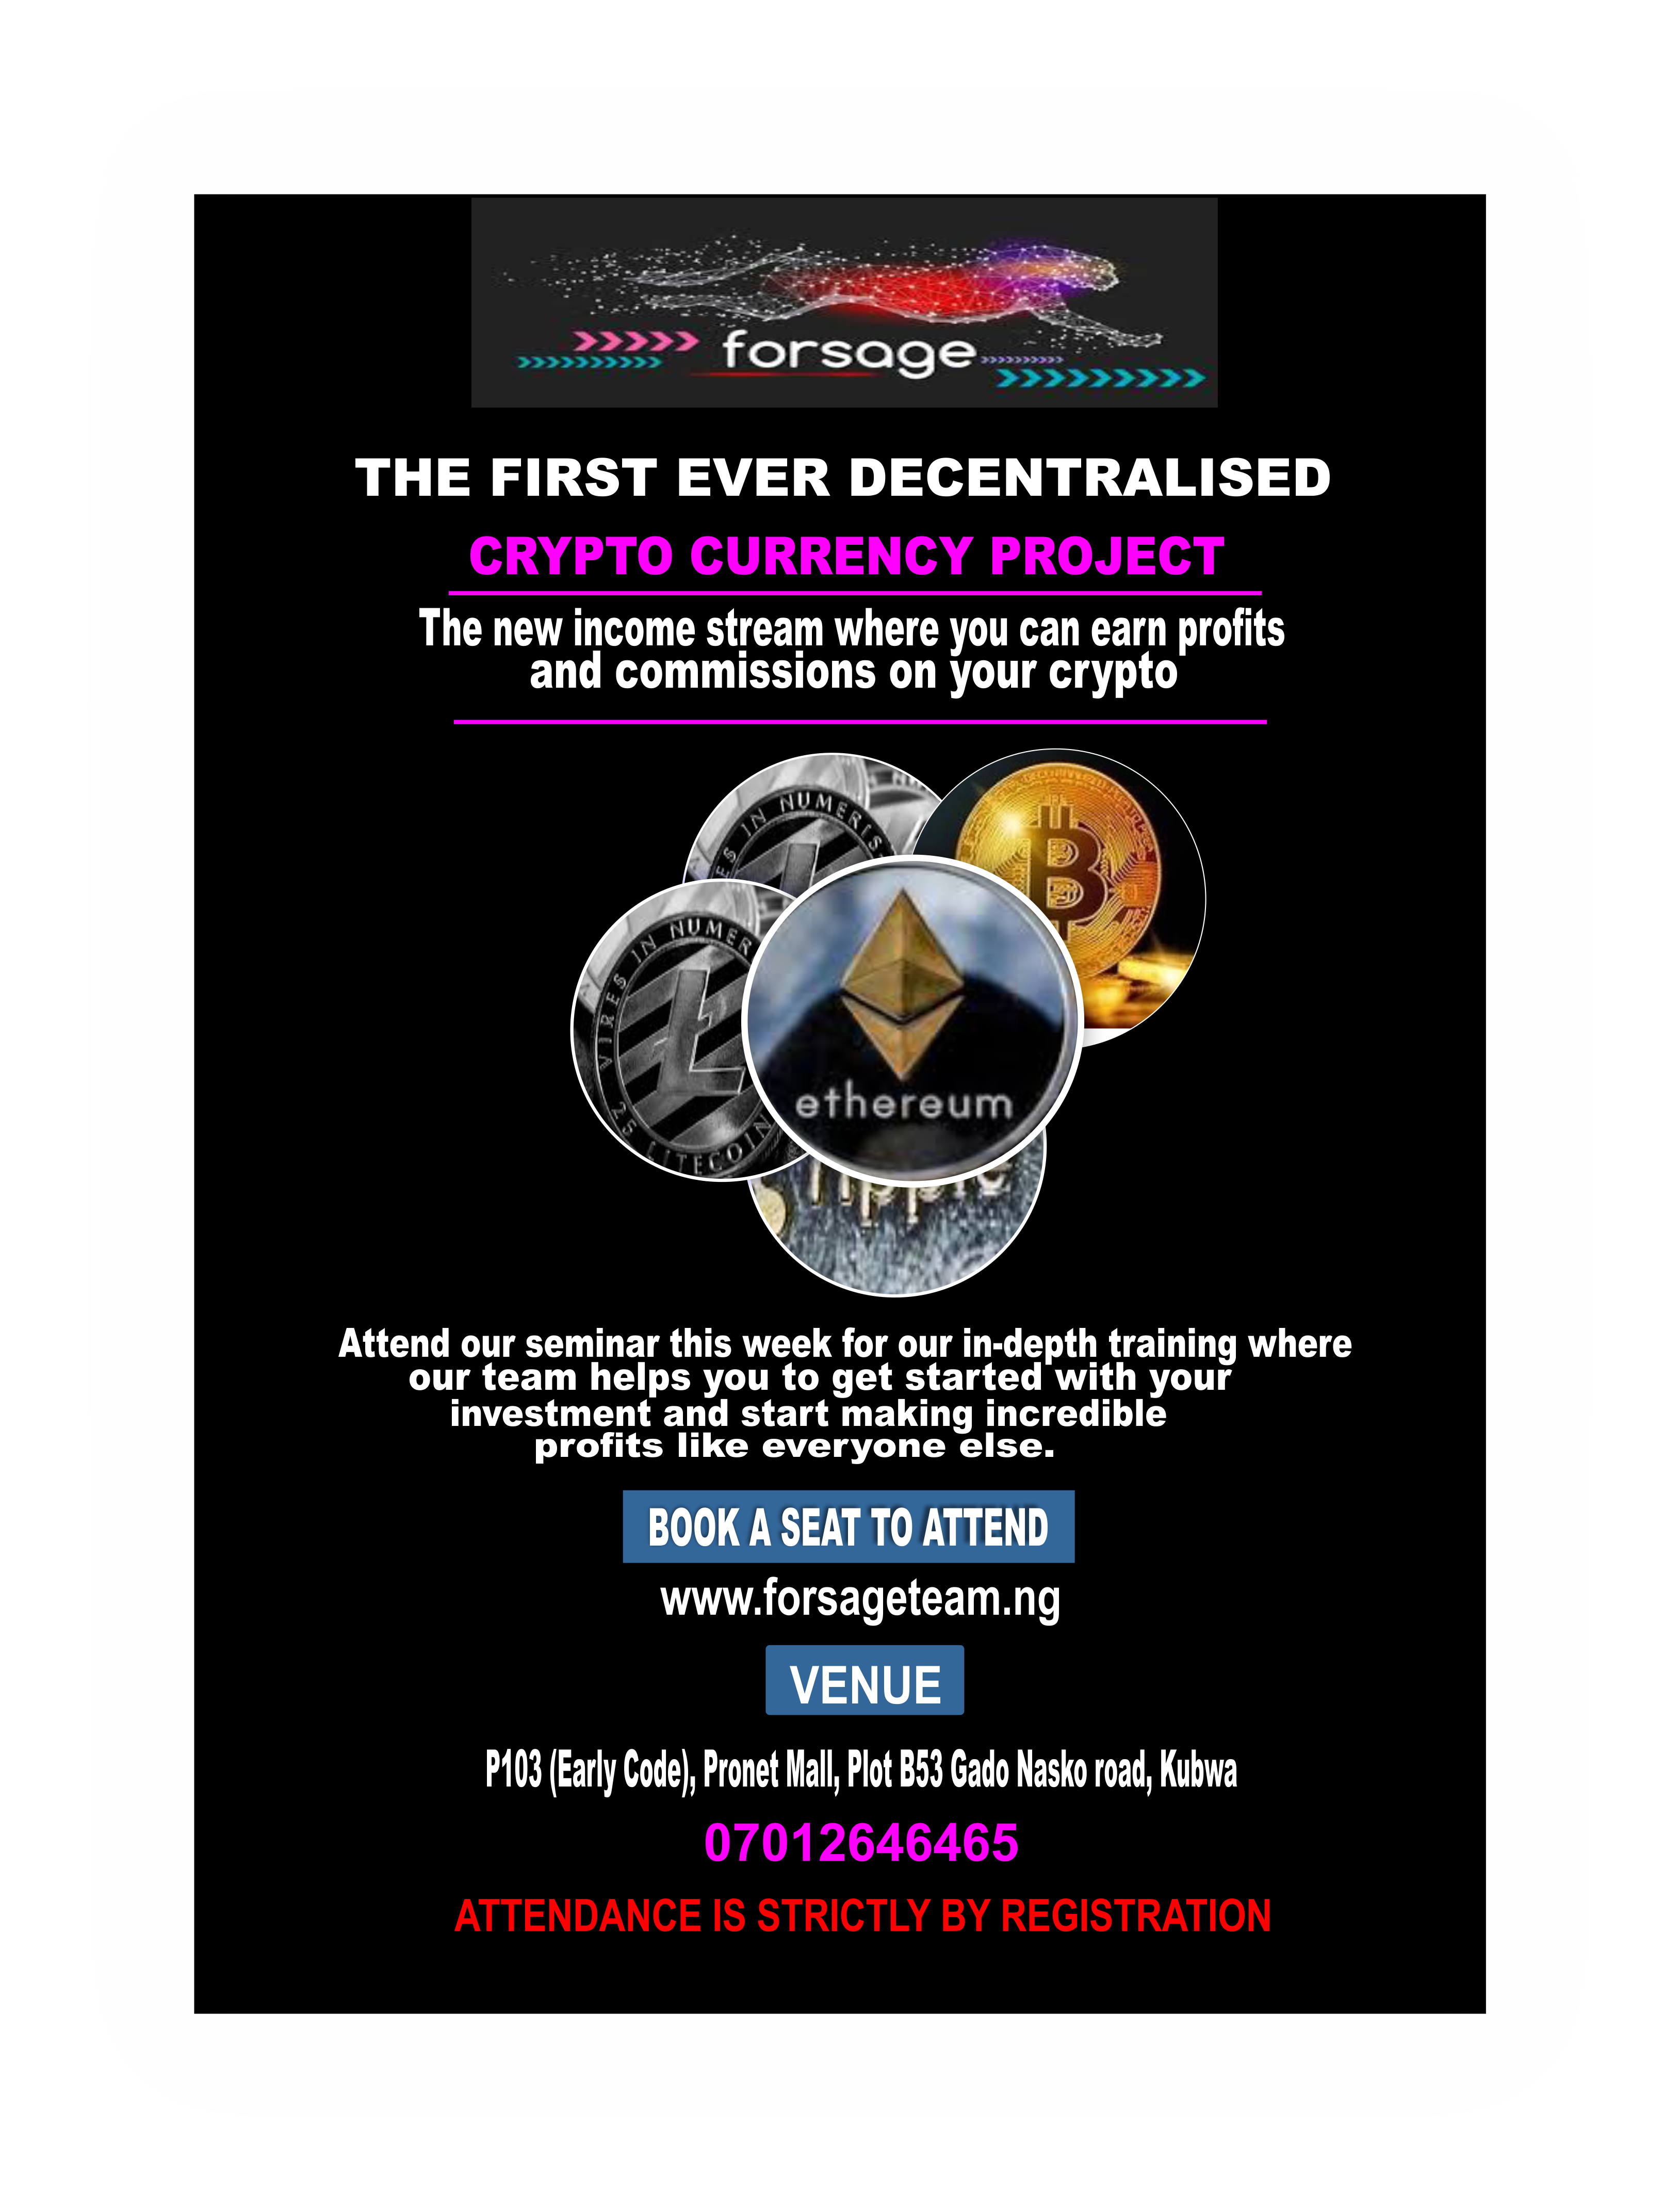 forsage
THE FIRST EVER DECENTRALISED
CRYPTO CURRENCY PROJECT
The new income stream where you can earn profits
and commissions on your crypto
IN NUMERIS
VIRES IN NUMER
25 LITECOIN
ethereum
ripple
Attend our seminar this week for our in-depth training where
our team helps you to get started with your
investment and start making incredible
profits like everyone else.
BOOK A SEAT TO ATTEND
www.forsageteam.ng
VENUE
P103 (Early Code), Pronet Mall, Plot B53 Gado Nasko road, Kubwa
07012646465
ATTENDANCE IS STRICTLY BY REGISTRATION